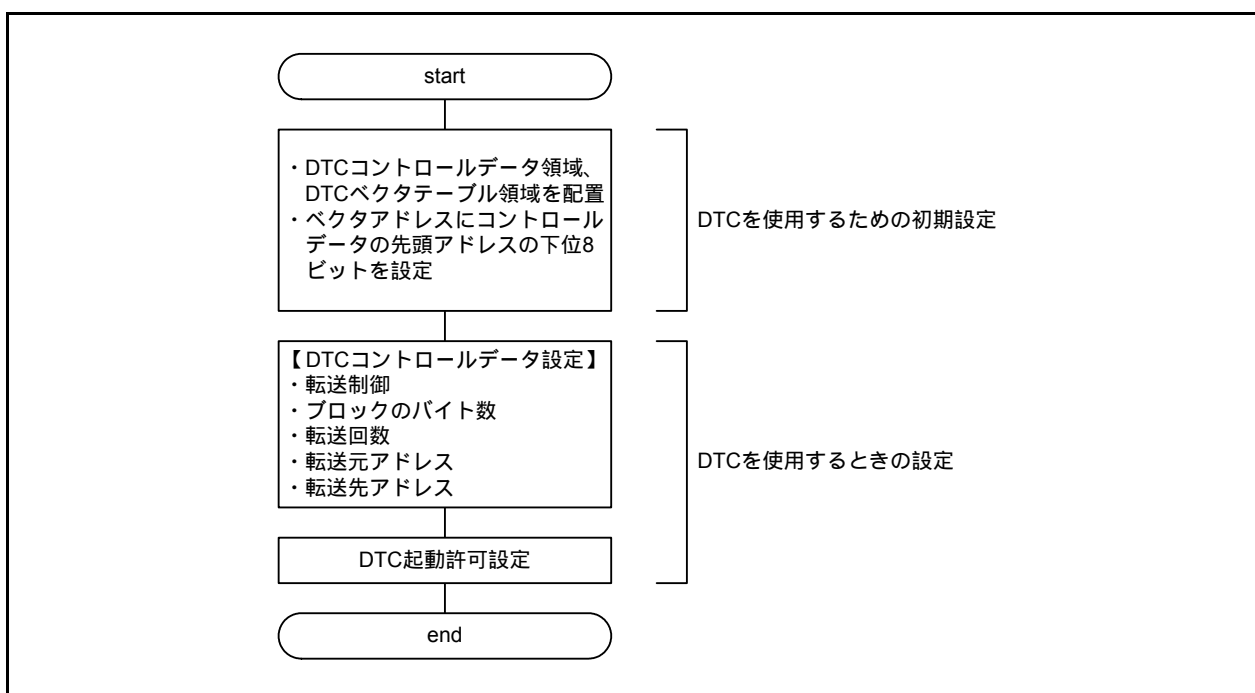 start
・DTCコントロールデータ領域、
DTCベクタテーブル領域を配置
・ベクタアドレスにコントロール
データの先頭アドレスの下位8
ビットを設定
DTCを使用するための初期設定
【DTCコントロールデータ設定】
・転送制御
・ブロックのバイト数
・転送回数
・転送元アドレス
・転送先アドレス
DTCを使用するときの設定
DTC起動許可設定
end